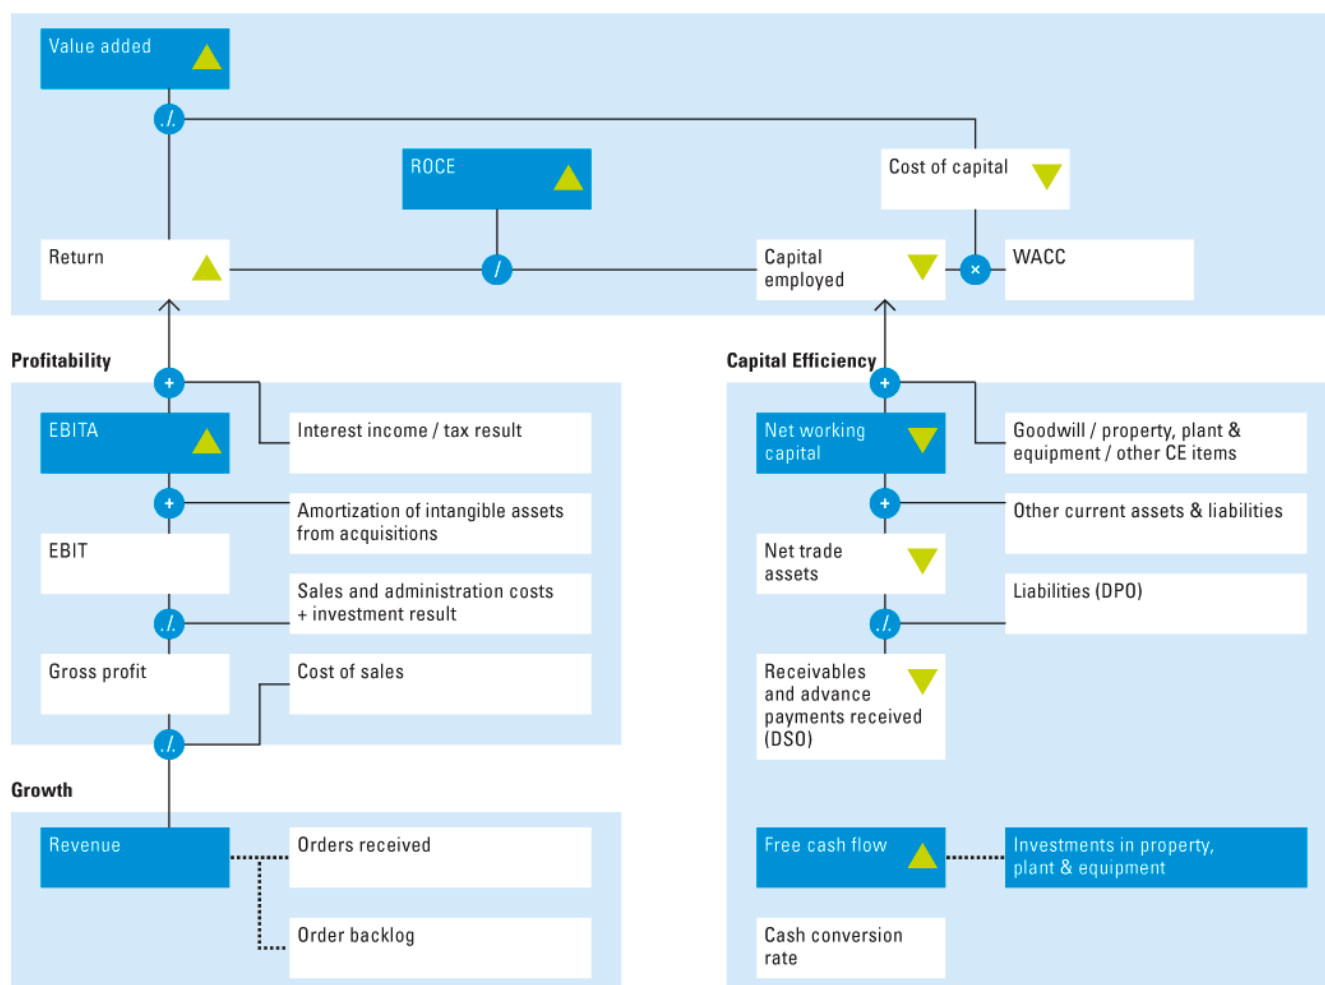 Value added
./.
ROCE
Cost of capital
Return
/
Capital
employed
×
WACC
Profitability
+
EBITA
Interest income / tax result
+
Amortization of intangible assets
from acquisitions
EBIT
Sales and administration costs
+ investment result
./.
Gross profit
Cost of sales
./.
Growth
Revenue
Orders received
Order backlog
Capital Efficiency
+
Net working
capital
Goodwill / property, plant &
equipment / other CE items
+
Other current assets & liabilities
Net trade
assets
Liabilities (DPO)
./.
Receivables
and advance
payments received
(DSO)
Free cash flow
Investments in property,
plant & equipment
Cash conversion
rate